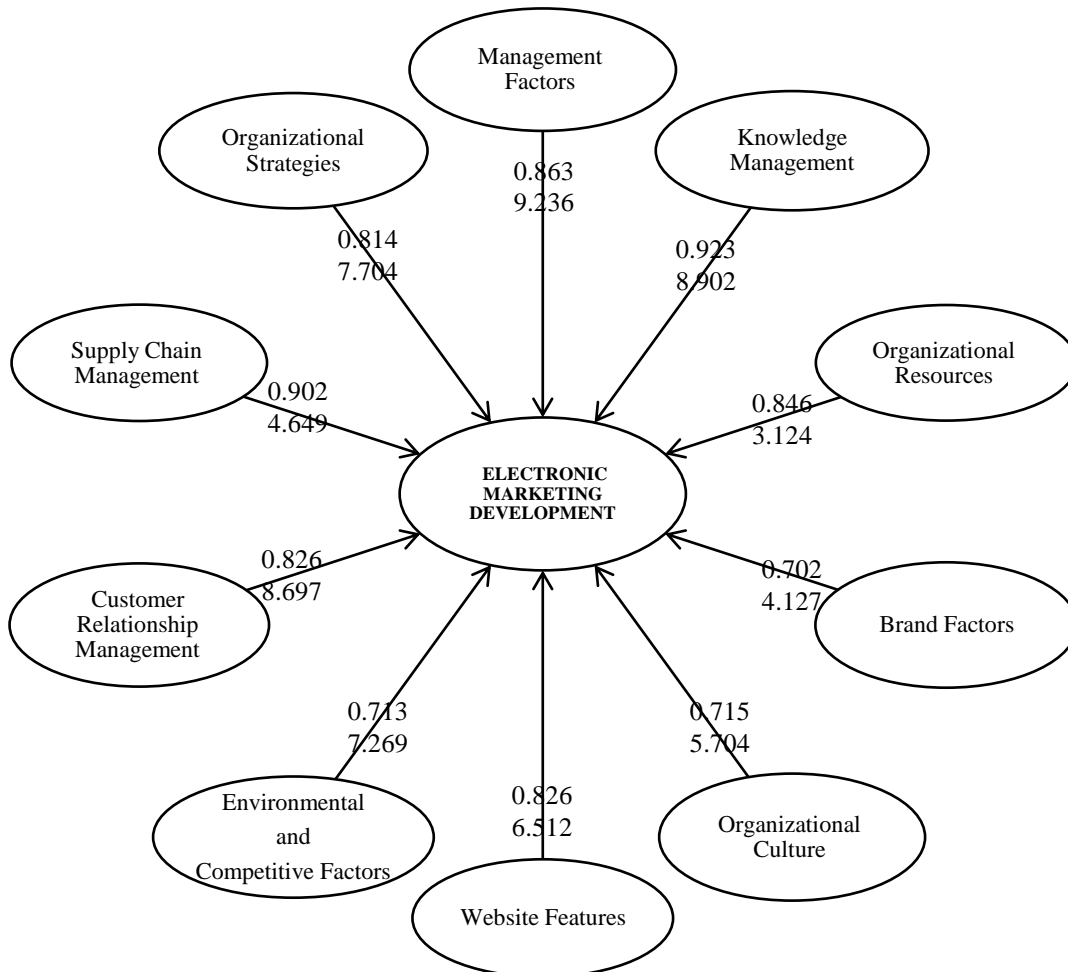 Management
Factors
Organizational
Strategies
Knowledge
Management
0.863
9.236
0.814
7.704
0.923
8.902
Supply Chain
Management
Organizational
Resources
0.902
4.649
0.846
3.124
ELECTRONIC
MARKETING
DEVELOPMENT
0.826
8.697
0.702
4.127
Customer
Relationship
Management
Brand Factors
0.713
7.269
0.715
5.704
0.826
6.512
Environmental
and
Competitive Factors
Organizational
Culture
Website Features